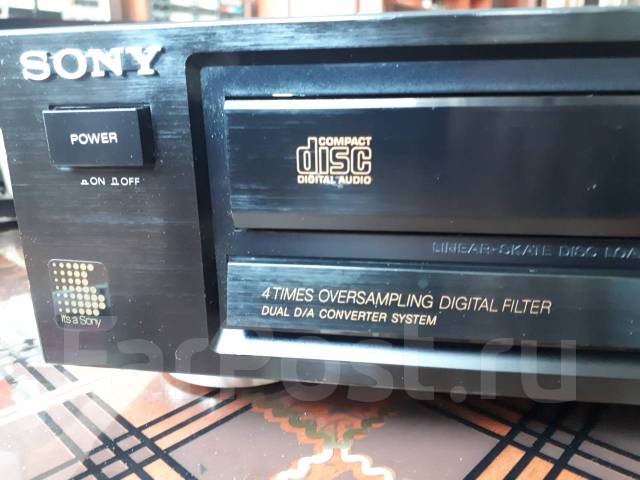 SONY
POWER
ON OFF
It's a Sony
COMPACT
disc
DIGITAL AUDIO
LINEAR-SKATE DISC LOA
4 TIMES OVERSAMPLING DIGITAL FILTER
DUAL D/A CONVERTER SYSTEM
FarPost.ru